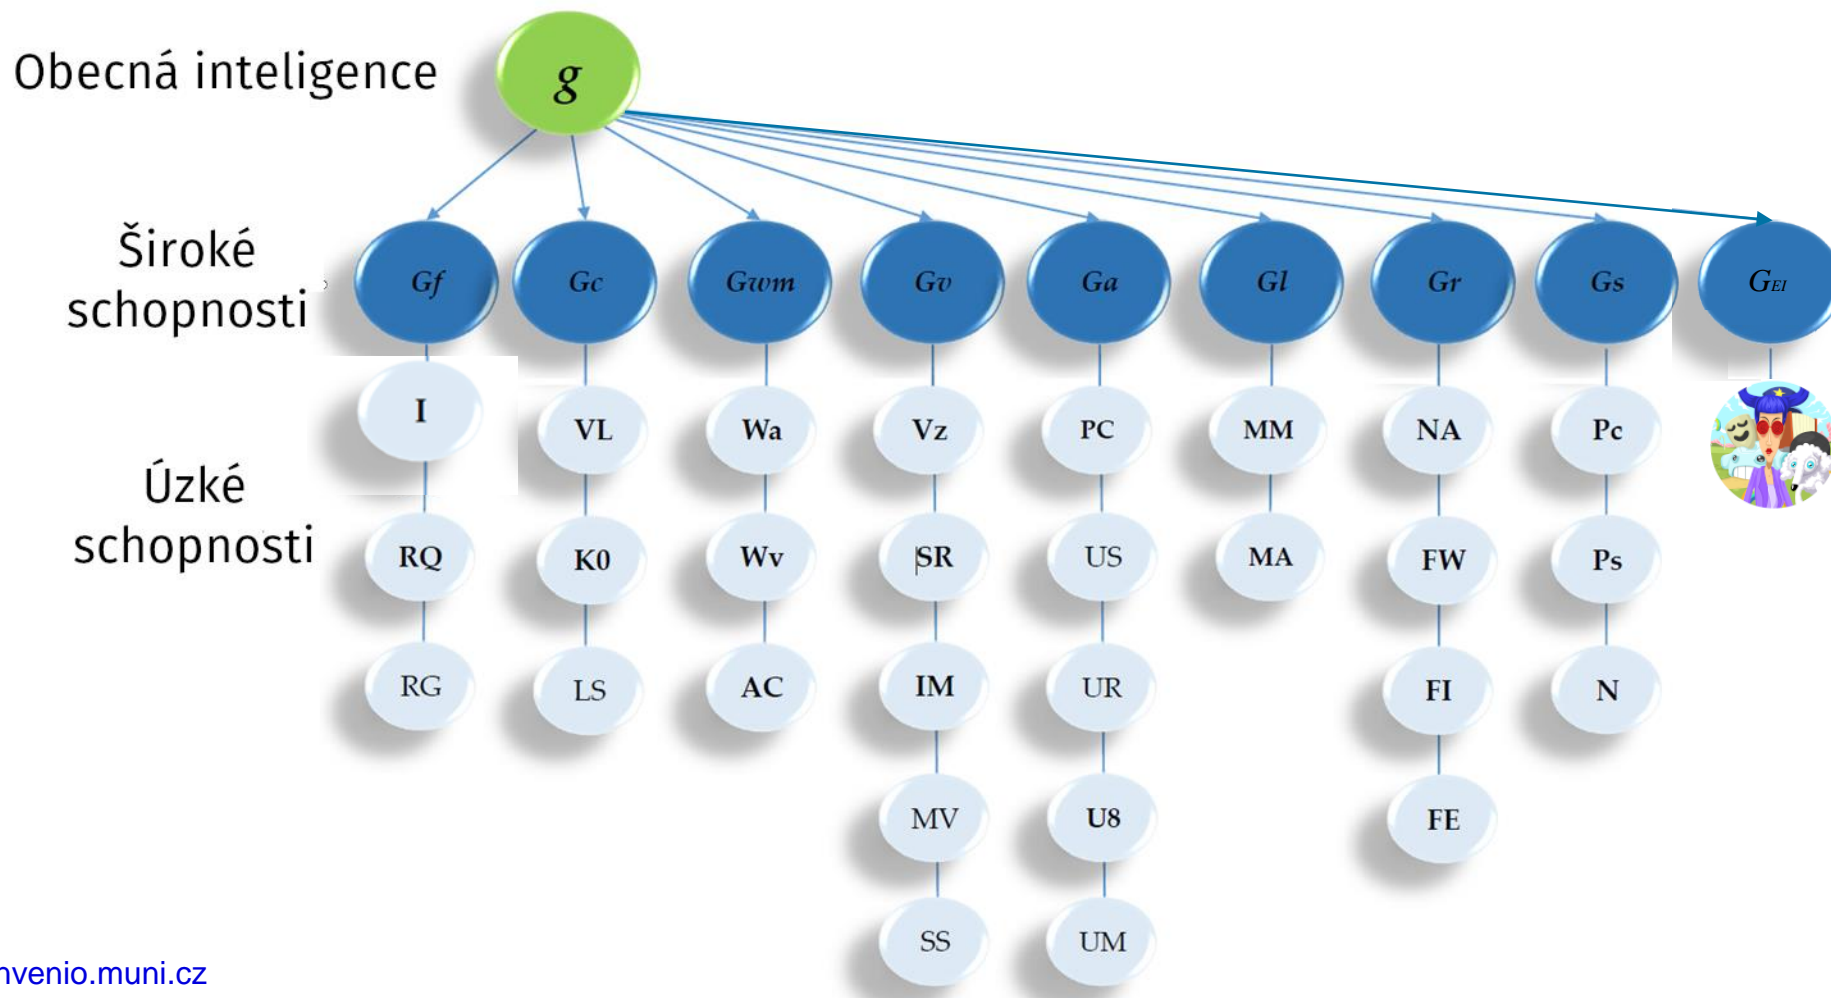 Obecná inteligence
g
Široké
schopnosti
Gf Gc Gwm Gv Ga Gl Gr Gs GEI
Úzké
schopnosti
I VL Wa Vz PC MM NA Pc
RQ K0 Wv SR US MA FW Ps
RG LS AC IM UR FI N
MV U8 FE
SS UM
nvenio.muni.cz